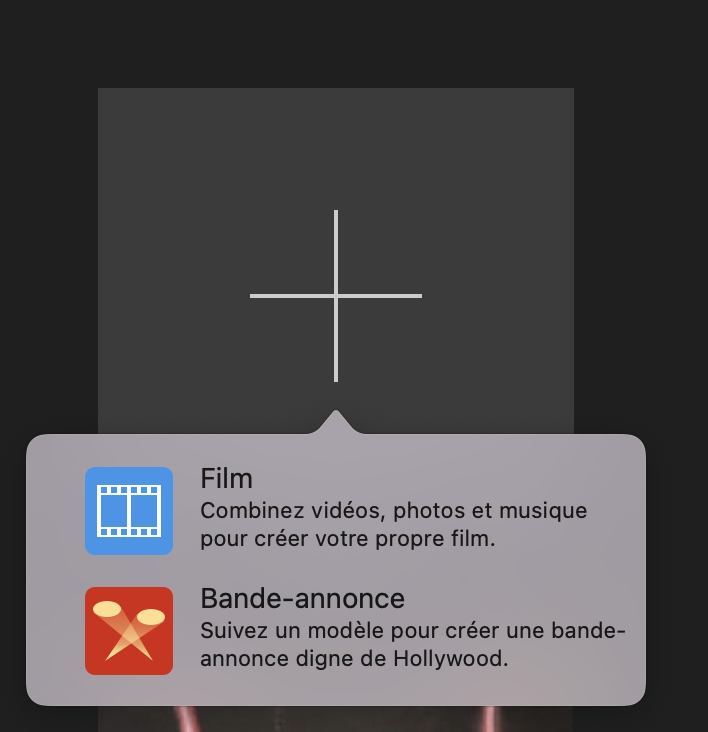 Film
Combinez vidéos, photos et musique
pour créer votre propre film.
Bande-annonce
Suivez un modèle pour créer une bande-
annonce digne de Hollywood.